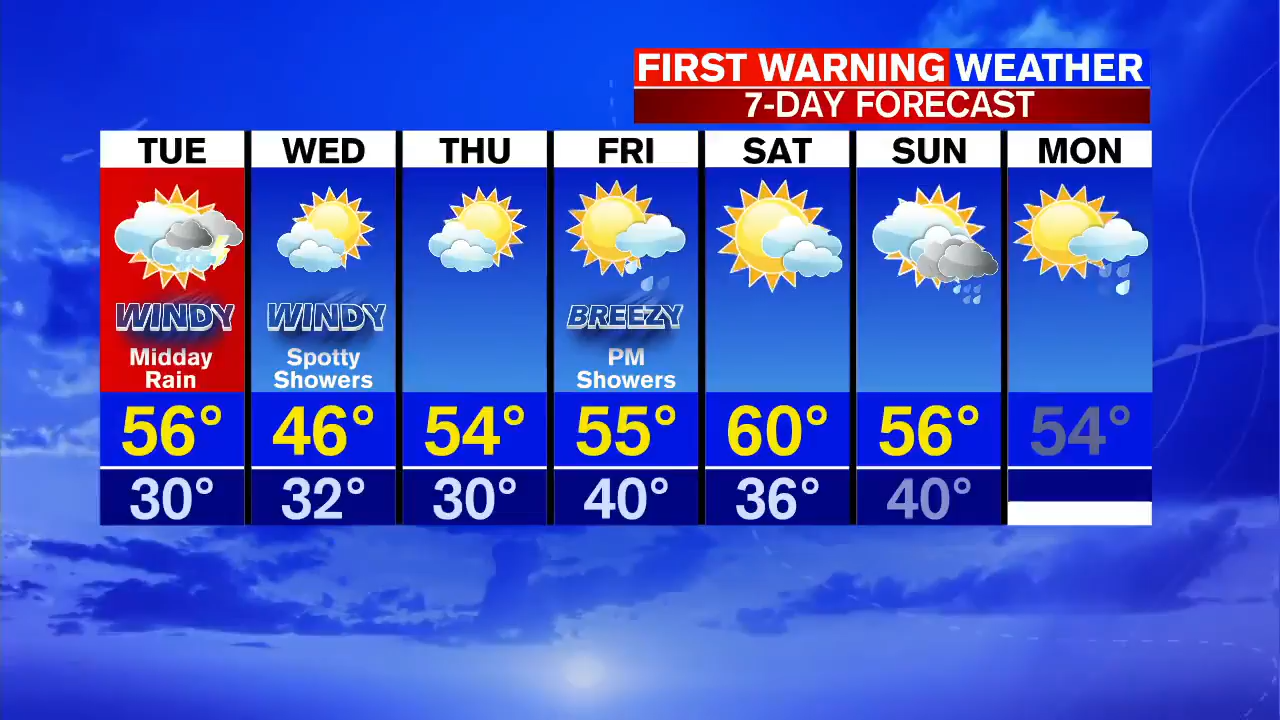 FIRST WARNING WEATHER
7-DAY FORECAST
TUE WED THU FRI SAT SUN MON
WINDY WINDY BREEZY
Midday Spotty PM
Rain Showers Showers
56° 46° 54° 55° 60° 56° 54°
30° 32° 30° 40° 36° 40°